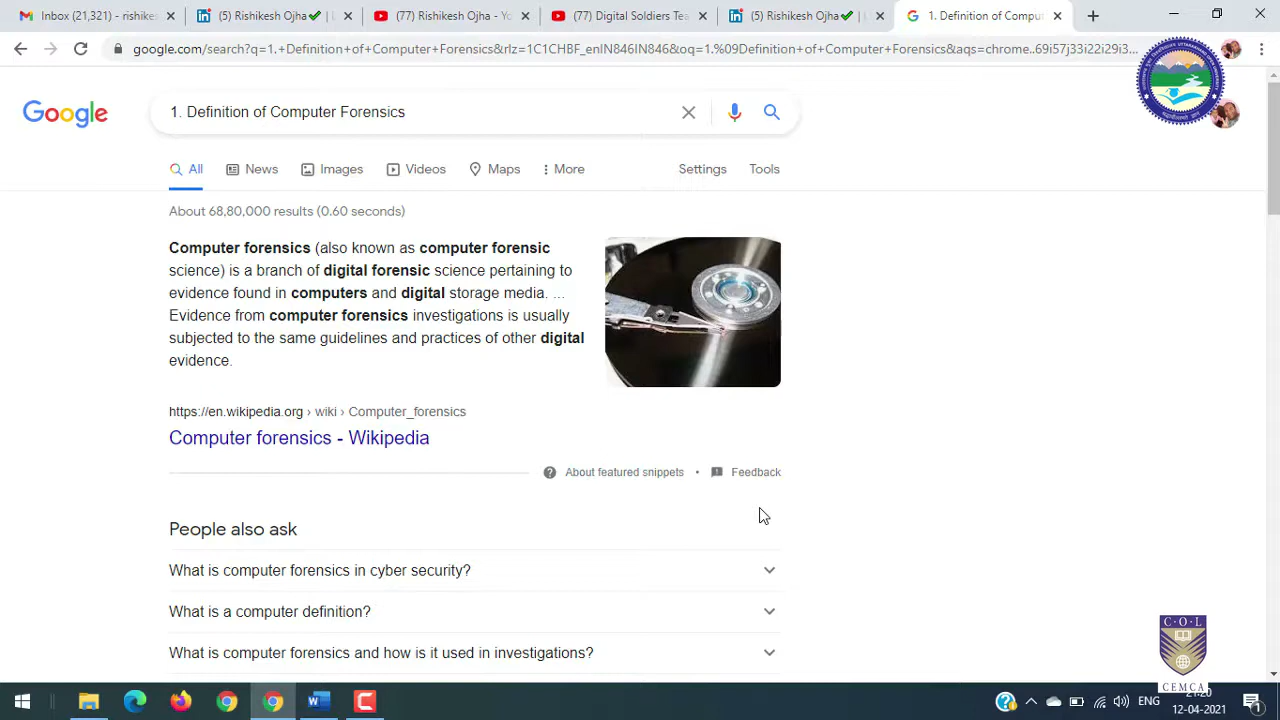 Inbox (21,321) - rishikes
(5) Rishikesh Ojha✔ |
(77) Rishikesh Ojha - Yo
(77) Digital Soldiers Tea
(5) Rishikesh Ojha✔ |
1. Definition of Compu
google.com/search?q=1.+Definition+of+Computer+Forensics&rlz=1C1CHBF_enIN846IN846&oq=1.%09Definition+of+Computer+Forensics&aqs=chrome..69i57j33i22i29i3...
Google
1. Definition of Computer Forensics
All
News
Images
Videos
Maps
More
Settings
Tools
About 68,80,000 results (0.60 seconds)
Computer forensics (also known as computer forensic
science) is a branch of digital forensic science pertaining to
evidence found in computers and digital storage media. ...
Evidence from computer forensics investigations is usually
subjected to the same guidelines and practices of other digital
evidence.
https://en.wikipedia.org › wiki › Computer_forensics
Computer forensics - Wikipedia
About featured snippets
•
Feedback
People also ask
What is computer forensics in cyber security?
What is a computer definition?
What is computer forensics and how is it used in investigations?
C·O·L
CEMCA
ENG
21:20
12-04-2021